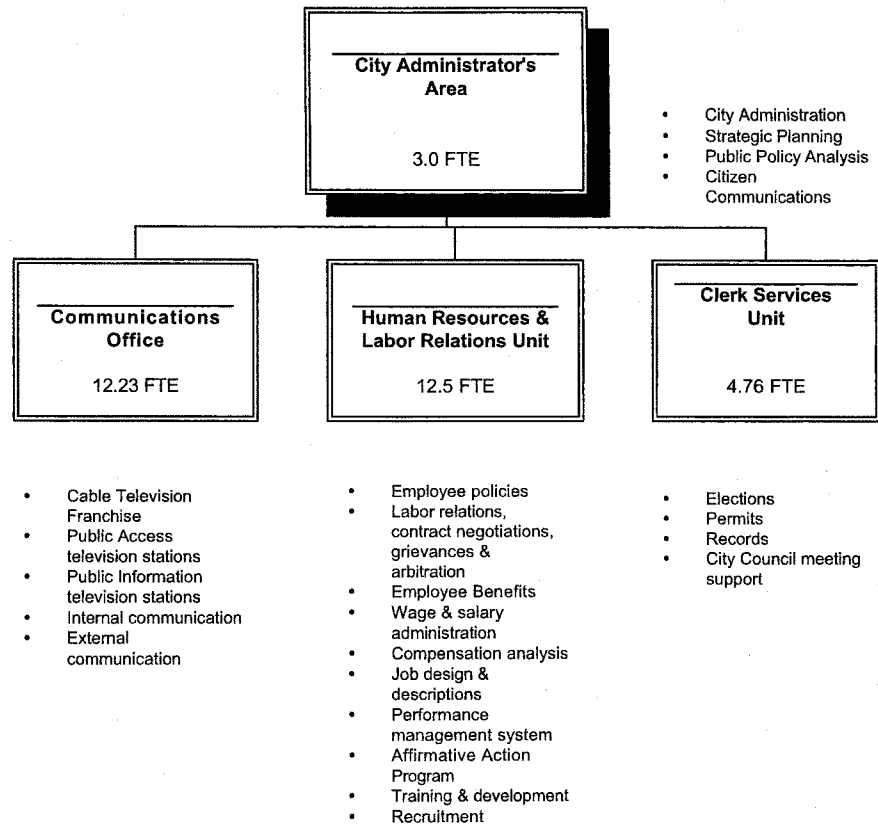 City Administrator's
Area
3.0 FTE
• City Administration
• Strategic Planning
• Public Policy Analysis
• Citizen
Communications
Communications
Office
12.23 FTE
Human Resources &
Labor Relations Unit
12.5 FTE
Clerk Services
Unit
4.76 FTE
• Cable Television
Franchise
• Public Access
television stations
• Public Information
television stations
• Internal communication
• External
communication
• Employee policies
• Labor relations,
contract negotiations,
grievances &
arbitration
• Employee Benefits
• Wage & salary
administration
• Compensation analysis
• Job design &
descriptions
• Performance
management system
• Affirmative Action
Program
• Training & development
• Recruitment
• Elections
• Permits
• Records
• City Council meeting
support